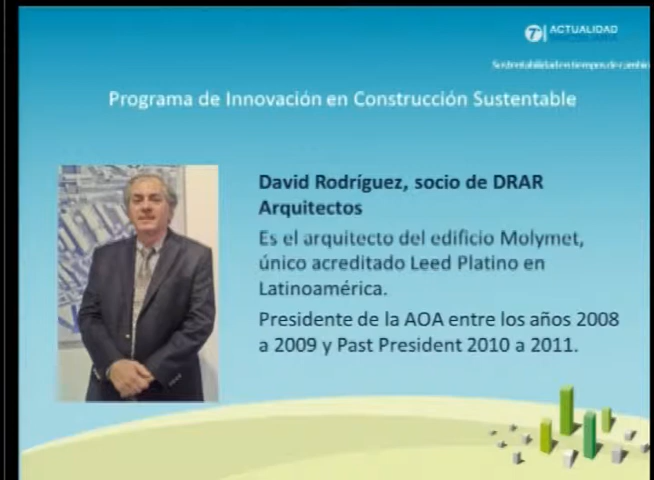 ACTUALIDAD
Programa de Innovación en Construcción Sustentable
David Rodríguez, socio de DRAR
Arquitectos
Es el arquitecto del edificio Molymet,
único acreditado Leed Platino en
Latinoamérica.
Presidente de la AOA entre los años 2008
a 2009 y Past President 2010 a 2011.